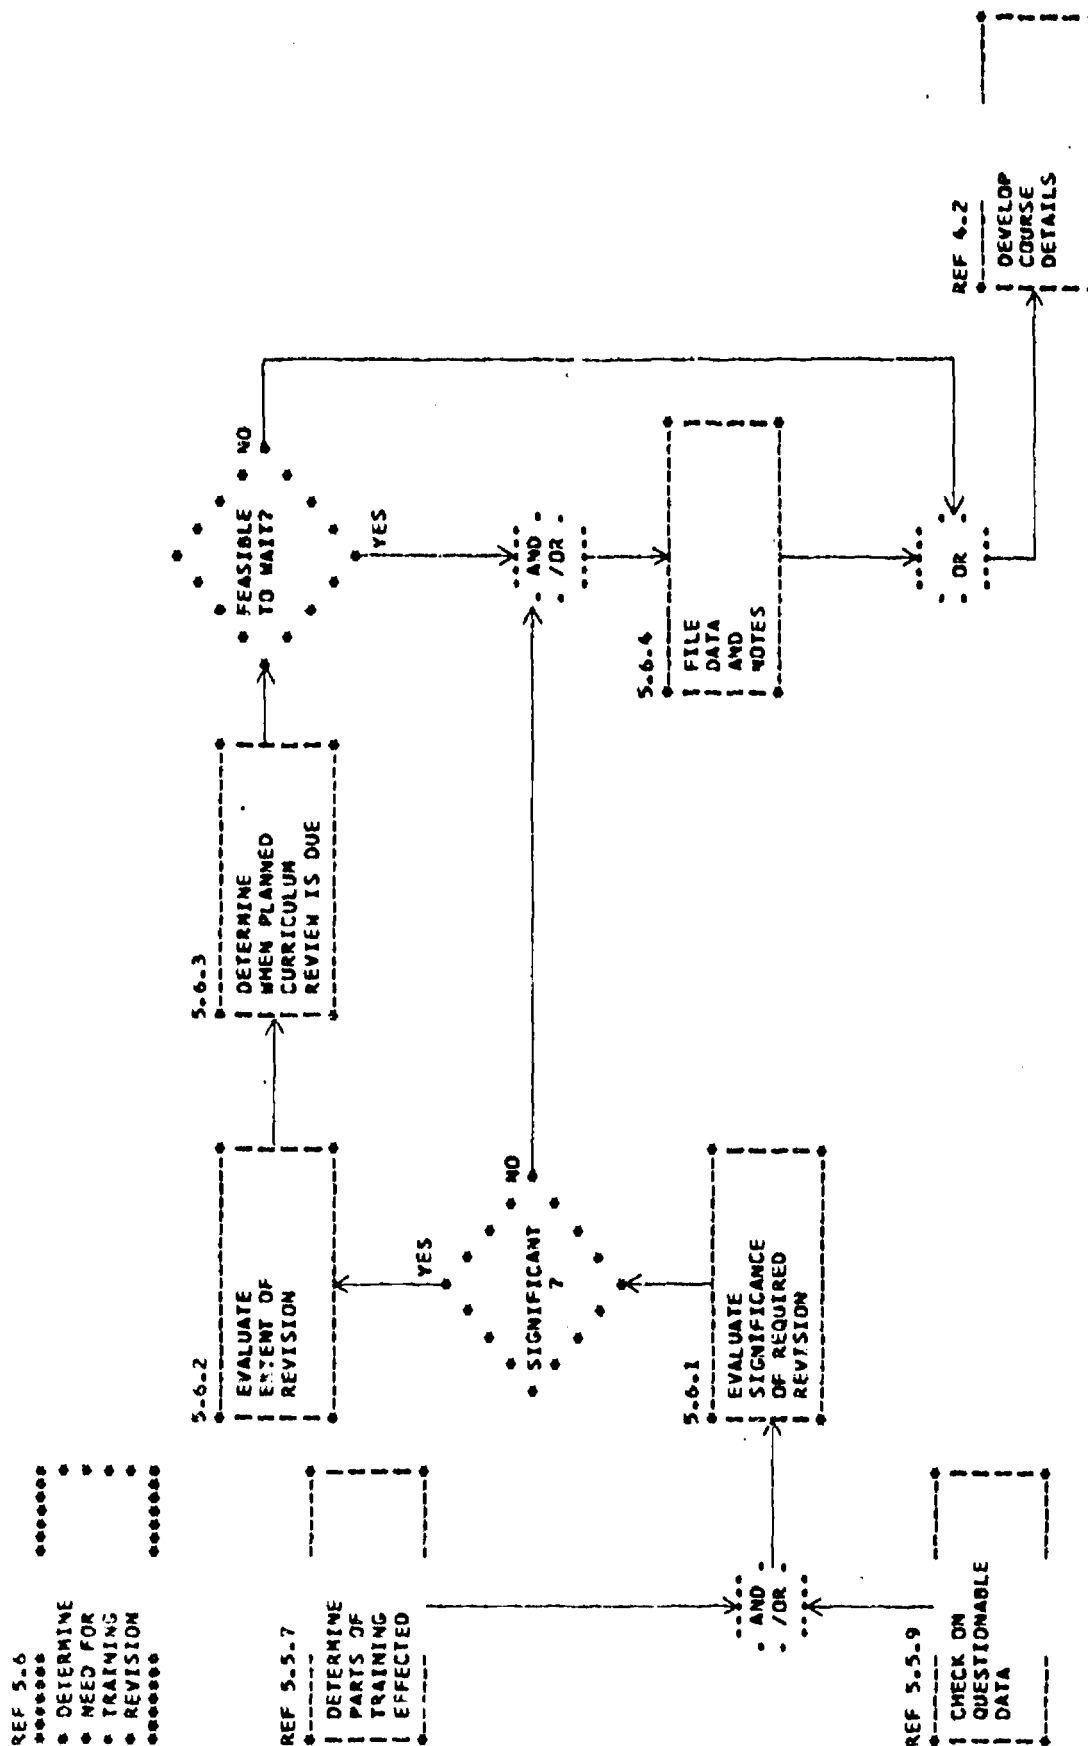 REF 5.6
DETERMINE
NEED FOR
TRAINING
REVISION
REF 5.5.7
DETERMINE
PARTS OF
TRAINING
EFFECTED
AND
/OR
REF 5.5.9
CHECK ON
QUESTIONABLE
DATA
5.6.2
EVALUATE
EXTENT OF
REVISION
YES
SIGNIFICANT
?
NO
5.6.1
EVALUATE
SIGNIFICANCE
OF REQUIRED
REVISION
5.6.3
DETERMINE
WHEN PLANNED
CURRICULUM
REVIEW IS DUE
FEASIBLE
TO WAIT?
NO
YES
AND
/OR
5.6.4
FILE
DATA
AND
NOTES
OR
REF 4.2
DEVELOP
COURSE
DETAILS